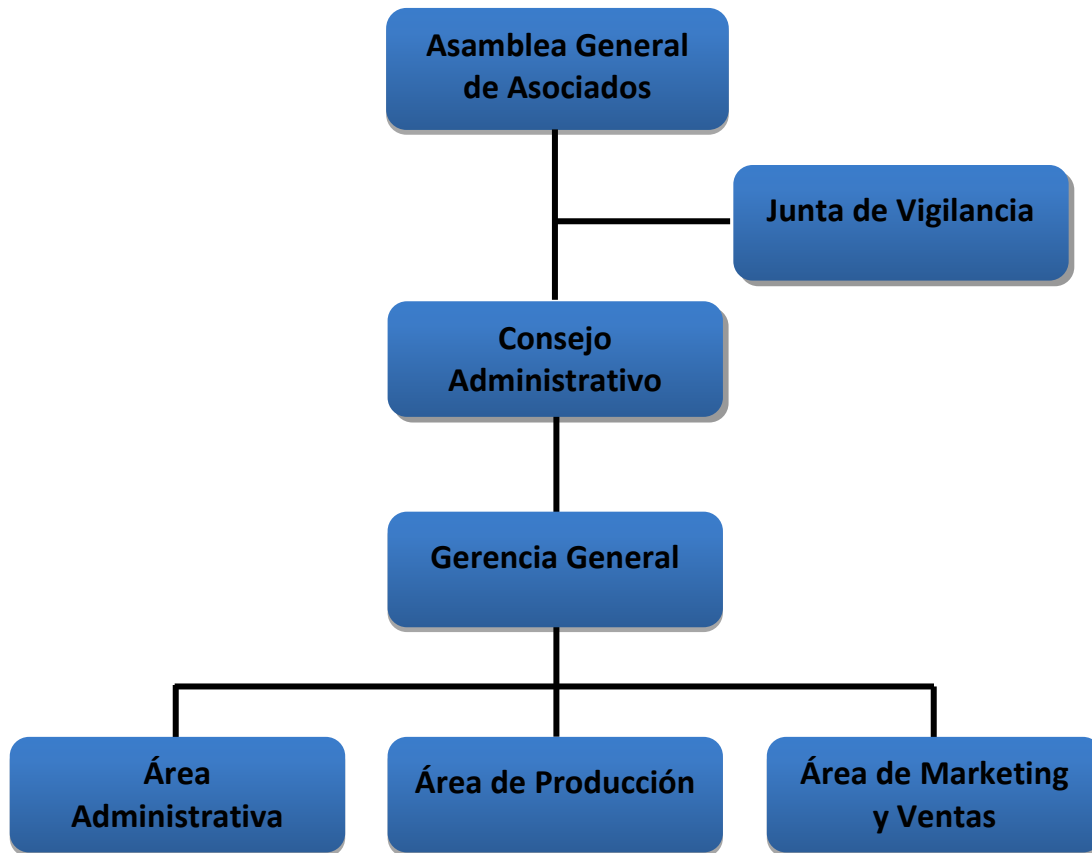 Asamblea General
de Asociados
Junta de Vigilancia
Consejo
Administrativo
Gerencia General
Área
Administrativa
Área de Producción
Área de Marketing
y Ventas